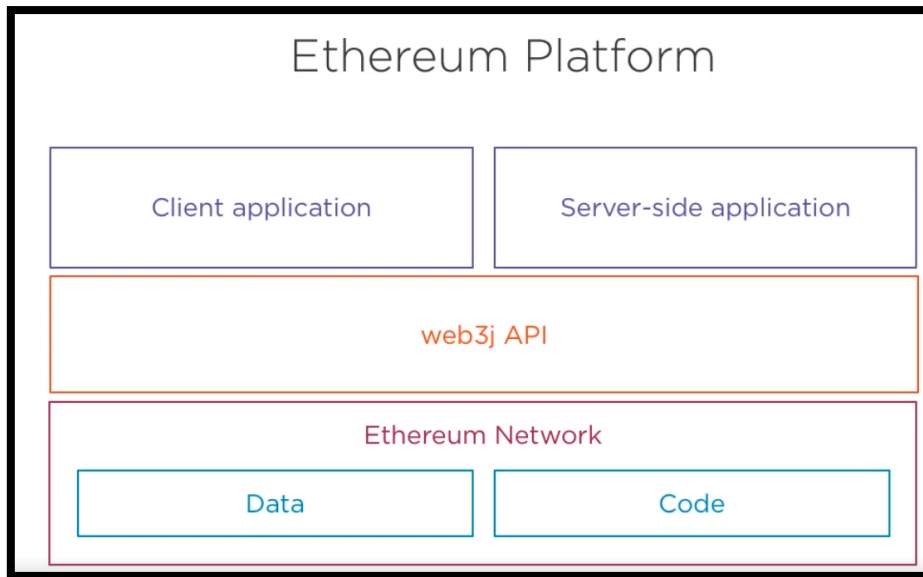 Ethereum Platform
Client application
Server-side application
web3j API
Ethereum Network
Data
Code